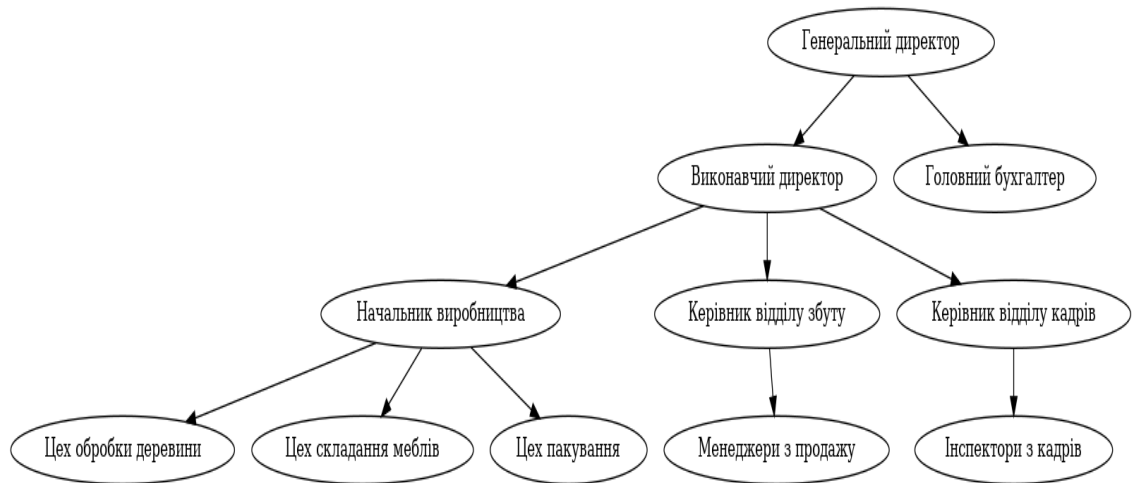 Генеральний директор
Виконавчий директор
Головний бухгалтер
Начальник виробництва
Керівник відділу збуту
Керівник відділу кадрів
Цех обробки деревини
Цех складання меблів
Цех пакування
Менеджери з продажу
Інспектори з кадрів